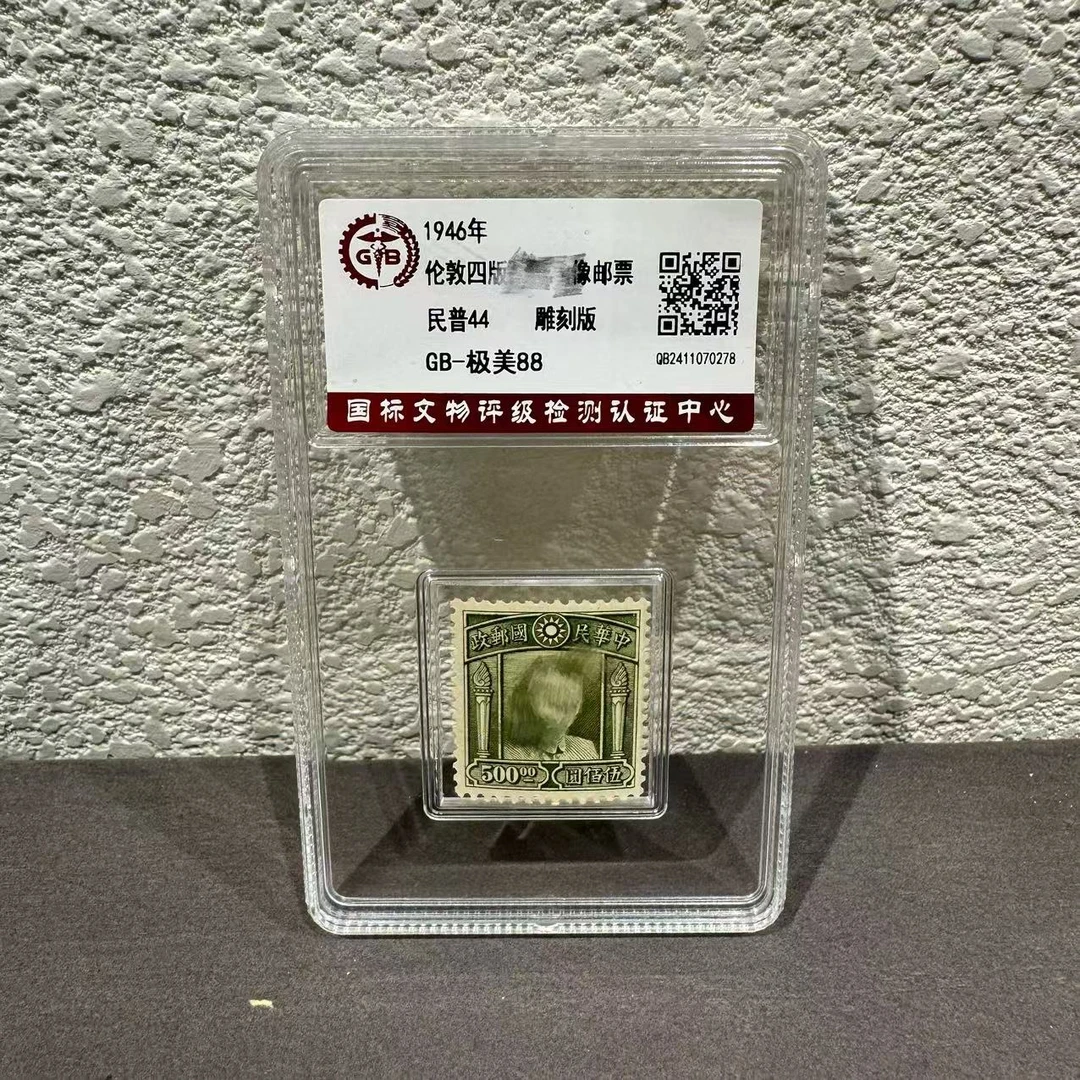 GB
1946年
伦敦四版 像邮票
民普44 雕刻版
GB-极美88
QB2411070278
国标文物评级检测认证中心
政郵國 民華中
500.00 圓佰伍